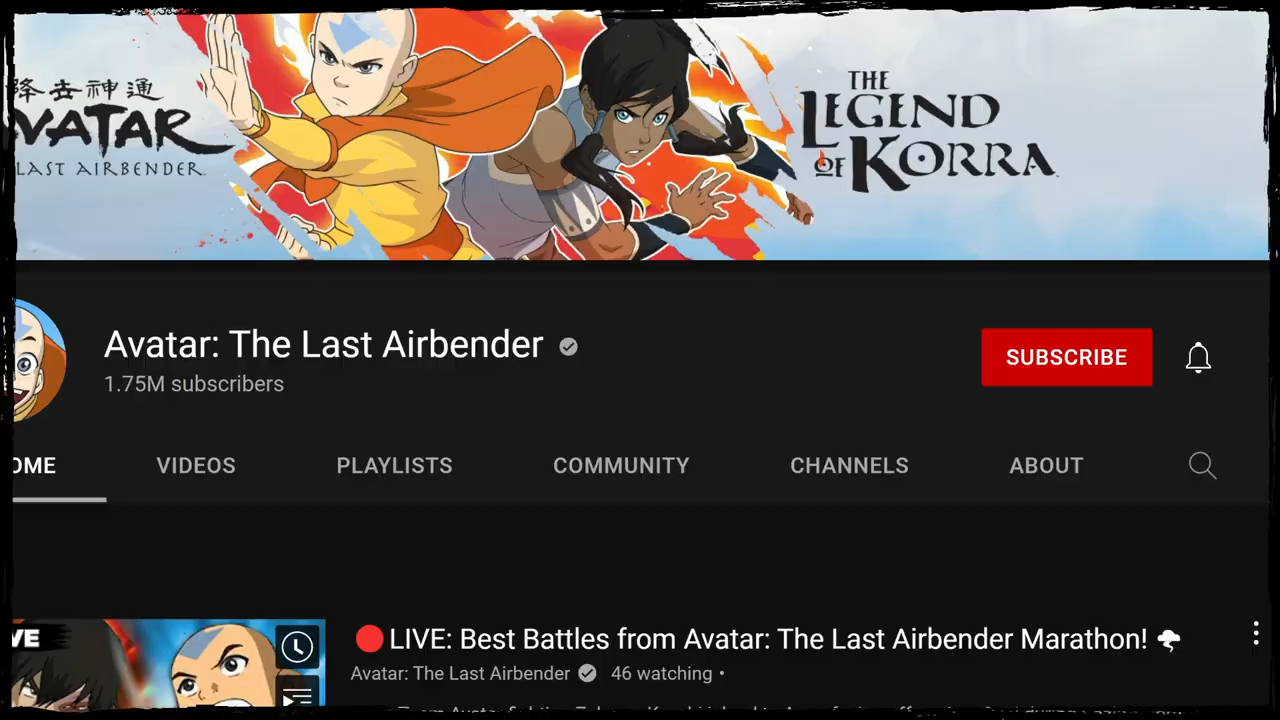 降去神通
AVATAR
LAST AIRBENDER.
THE
LEGEND
OF KORRA
Avatar: The Last Airbender
1.75M subscribers
SUBSCRIBE
OME
VIDEOS
PLAYLISTS
COMMUNITY
CHANNELS
ABOUT
VE
LIVE: Best Battles from Avatar: The Last Airbender Marathon!
Avatar: The Last Airbender 46 watching •